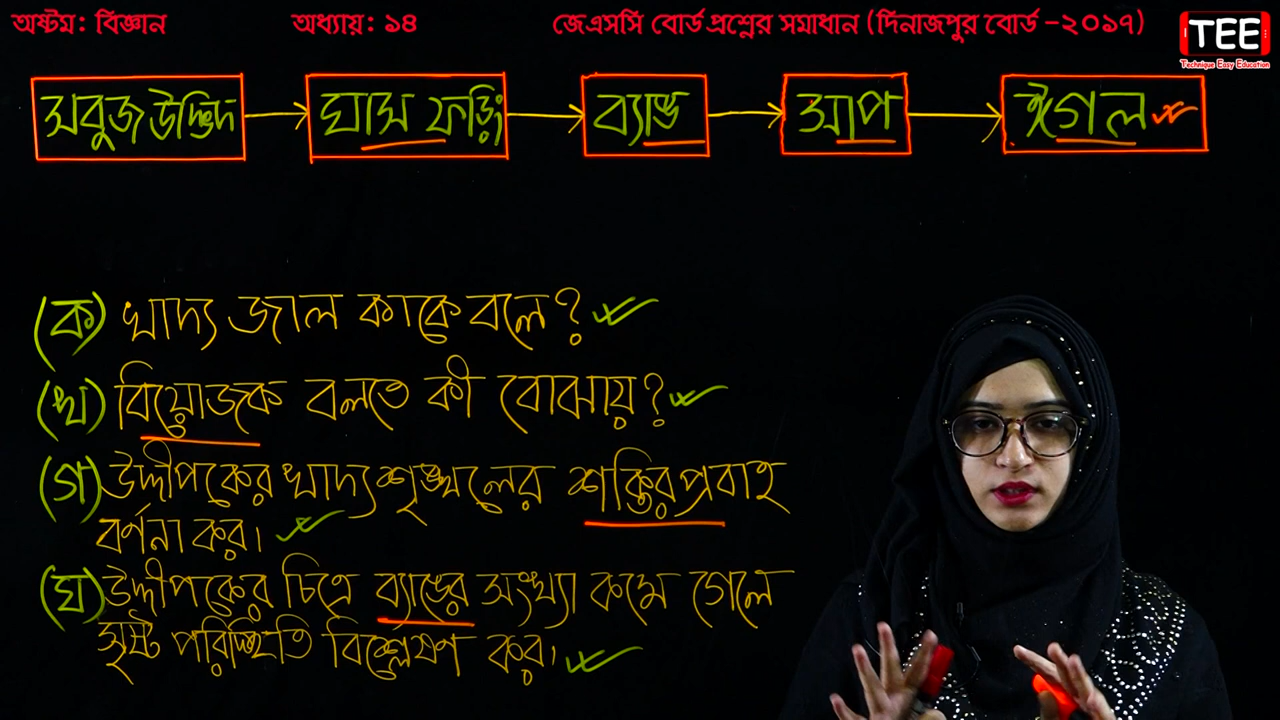 অষ্টম: বিজ্ঞান অধ্যায়: ১৪ জেএসসি বোর্ড প্রশ্নের সমাধান (দিনাজপুর বোর্ড -২০১৭)
TEE
Technique Easy Education
সবুজ উদ্ভিদ → ঘাস ফড়িং → ব্যাঙ → সাপ → ঈগল
(ক) খাদ্য জাল কাকে বলে?
(খ) বিয়োজক বলতে কী বোঝায়?
(গ) উদ্দীপকের খাদ্যশৃঙ্খলের শক্তির প্রবাহ
বর্ণনা কর।
(ঘ) উদ্দীপকের চিত্রে ব্যাঙের সংখ্যা কমে গেলে
সৃষ্ট পরিস্থিতি বিশ্লেষণ কর।